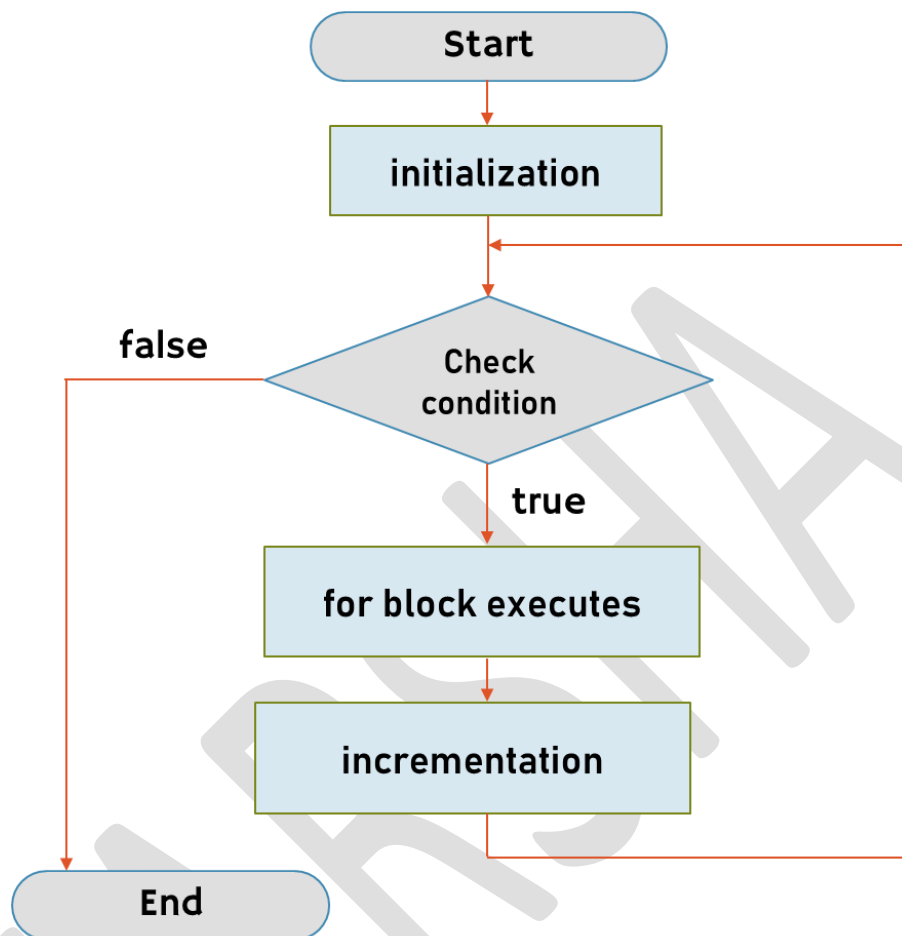 Start
initialization
false
Check
condition
true
for block executes
incrementation
End